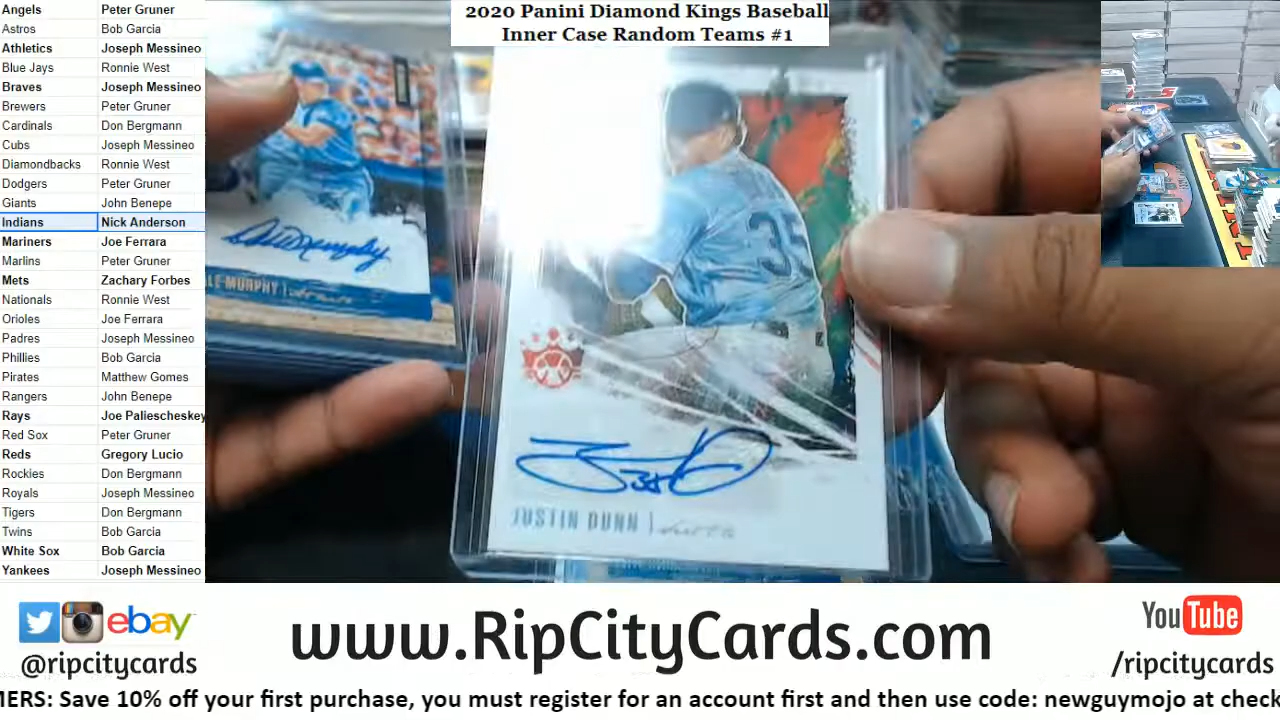 2020 Panini Diamond Kings Baseball
Inner Case Random Teams #1
Angels Peter Gruner
Astros Bob Garcia
Athletics Joseph Messineo
Blue Jays Ronnie West
Braves Joseph Messineo
Brewers Peter Gruner
Cardinals Don Bergmann
Cubs Joseph Messineo
Diamondbacks Ronnie West
Dodgers Peter Gruner
Giants John Benepe
Indians Nick Anderson
Mariners Joe Ferrara
Marlins Peter Gruner
Mets Zachary Forbes
Nationals Ronnie West
Orioles Joe Ferrara
Padres Joseph Messineo
Phillies Bob Garcia
Pirates Matthew Gomes
Rangers John Benepe
Rays Joe Paliescheskey
Red Sox Peter Gruner
Reds Gregory Lucio
Rockies Don Bergmann
Royals Joseph Messineo
Tigers Don Bergmann
Twins Bob Garcia
White Sox Bob Garcia
Yankees Joseph Messineo
LE MURPHY
35
JUSTIN DUNN
ebay
@ripcitycards
www.RipCityCards.com
YouTube
/ripcitycards
MERS: Save 10% off your first purchase, you must register for an account first and then use code: newguymojo at check